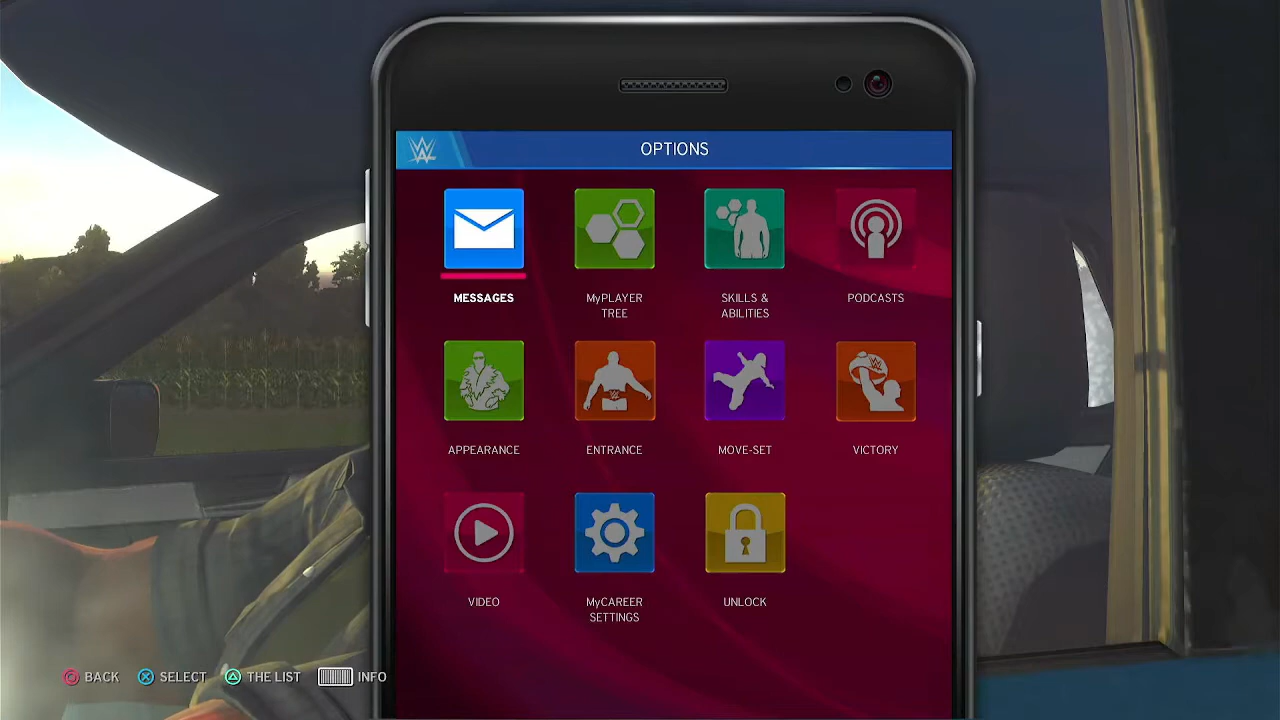 OPTIONS
MESSAGES
MyPLAYER
TREE
SKILLS &
ABILITIES
PODCASTS
APPEARANCE
ENTRANCE
MOVE-SET
VICTORY
VIDEO
MyCAREER
SETTINGS
UNLOCK
BACK SELECT THE LIST INFO